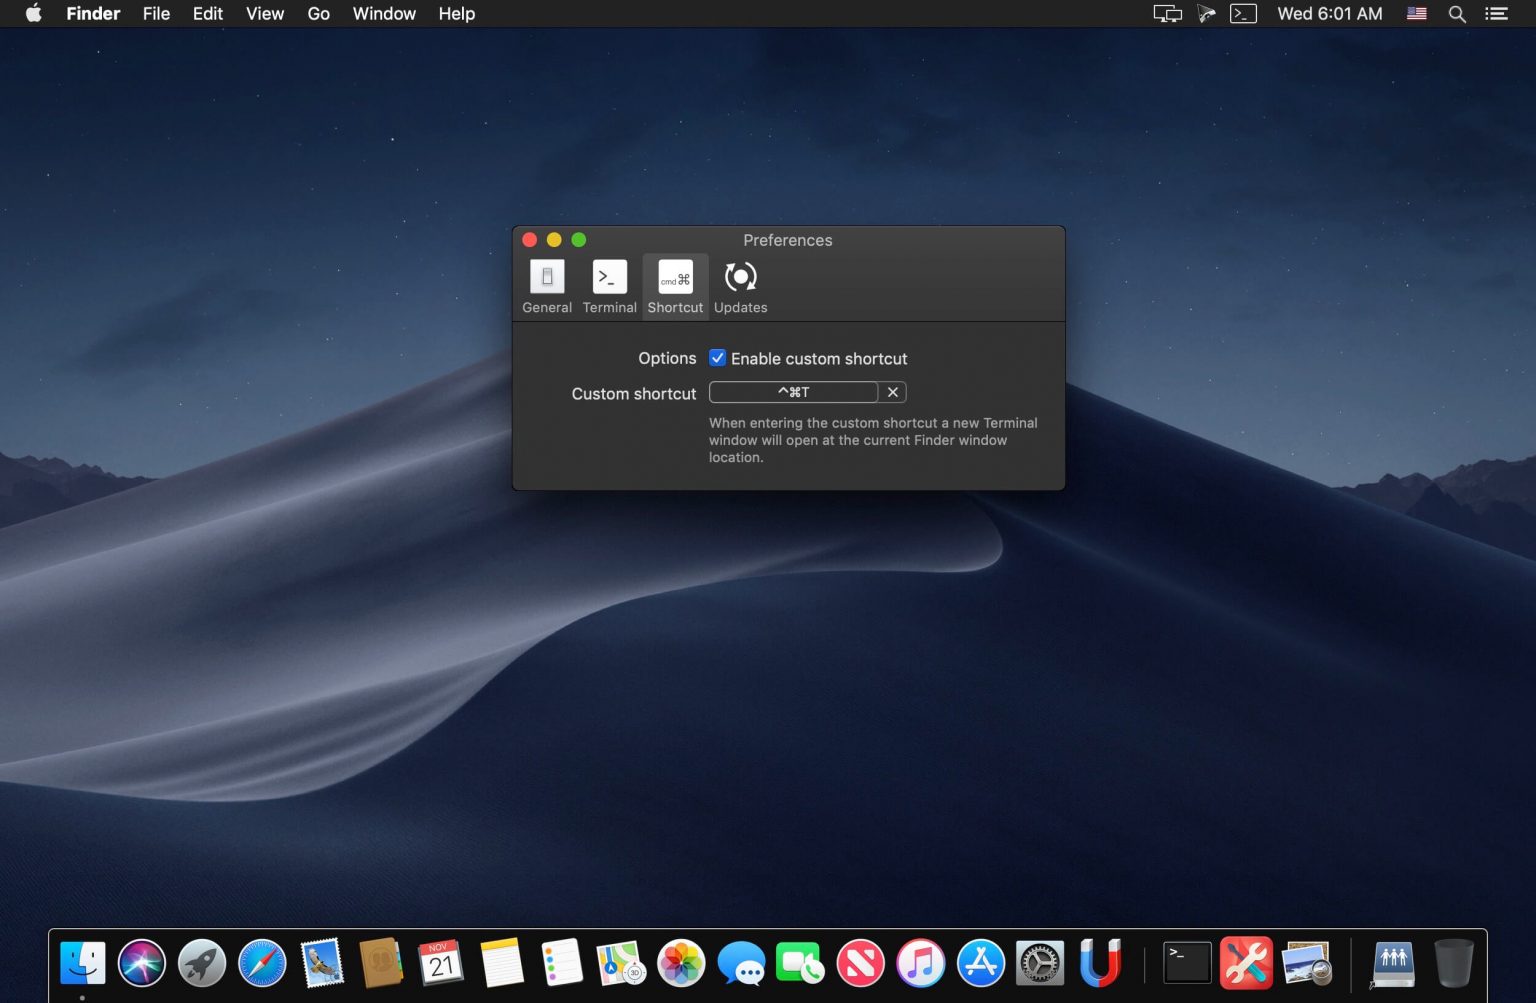 Finder File Edit View Go Window Help
>_ Wed 6:01 AM
Preferences
>_ cmd ⌘
General Terminal Shortcut Updates
Options Enable custom shortcut
Custom shortcut ^⌘T ✕
When entering the custom shortcut a new Terminal
window will open at the current Finder window
location.
NOV
21
3D
>_